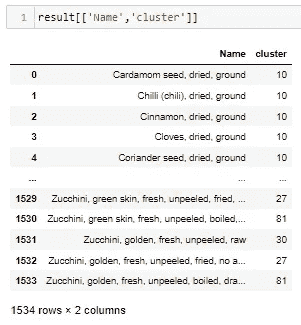 1 result[['Name','cluster']]
Name cluster
0 Cardamom seed, dried, ground 10
1 Chilli (chili), dried, ground 10
2 Cinnamon, dried, ground 10
3 Cloves, dried, ground 10
4 Coriander seed, dried, ground 10
... ... ...
1529 Zucchini, green skin, fresh, unpeeled, fried, ... 27
1530 Zucchini, green skin, fresh, unpeeled, boiled,... 81
1531 Zucchini, golden, fresh, unpeeled, raw 30
1532 Zucchini, golden, fresh, unpeeled, fried, no a... 27
1533 Zucchini, golden, fresh, unpeeled, boiled, dra... 81
1534 rows × 2 columns